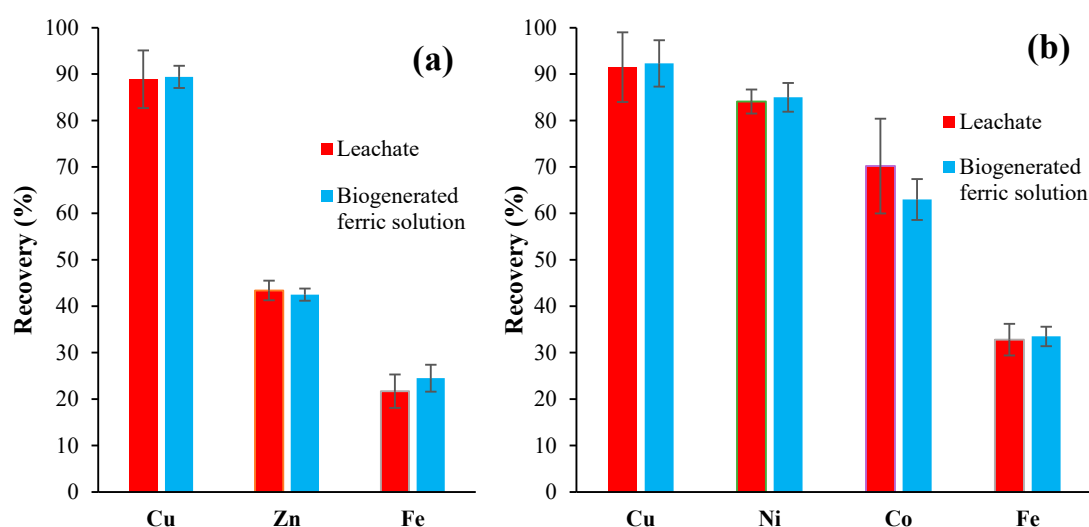 100
90
80
70
60
50
40
30
20
10
0
Recovery (%)
(a)
Leachate
Biogenerated
ferric solution
Cu Zn Fe
100
90
80
70
60
50
40
30
20
10
0
Recovery (%)
(b)
Leachate
Biogenerated
ferric solution
Cu Ni Co Fe